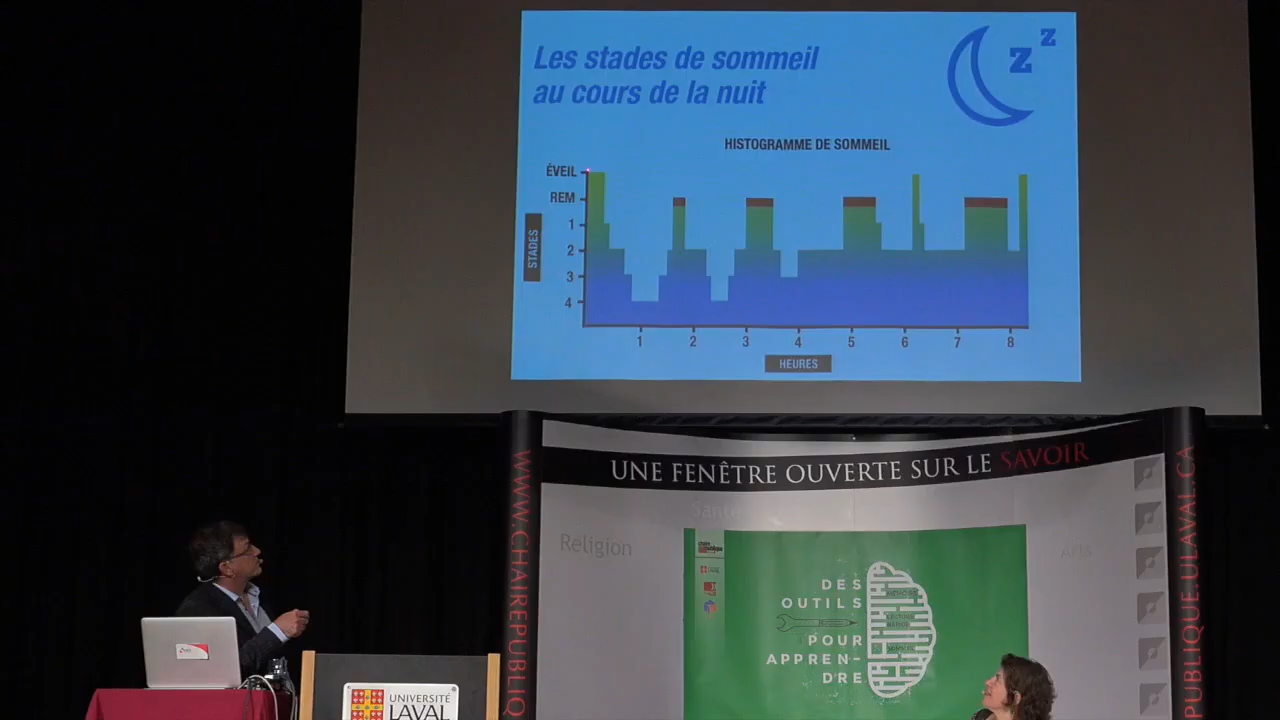 Les stades de sommeil
au cours de la nuit
z z
HISTOGRAMME DE SOMMEIL
ÉVEIL
REM
1
2
3
4
STADES
1 2 3 4 5 6 7 8
HEURES
UNE FENÊTRE OUVERTE SUR LE SAVOIR
WWW.CHAIREPUBLIQ
PUBLIQUE.ULAVAL.CA
Santé
Religion
Arts
DES
OUTILS
POUR
APPREN-
DRE
UNIVERSITÉ
LAVAL